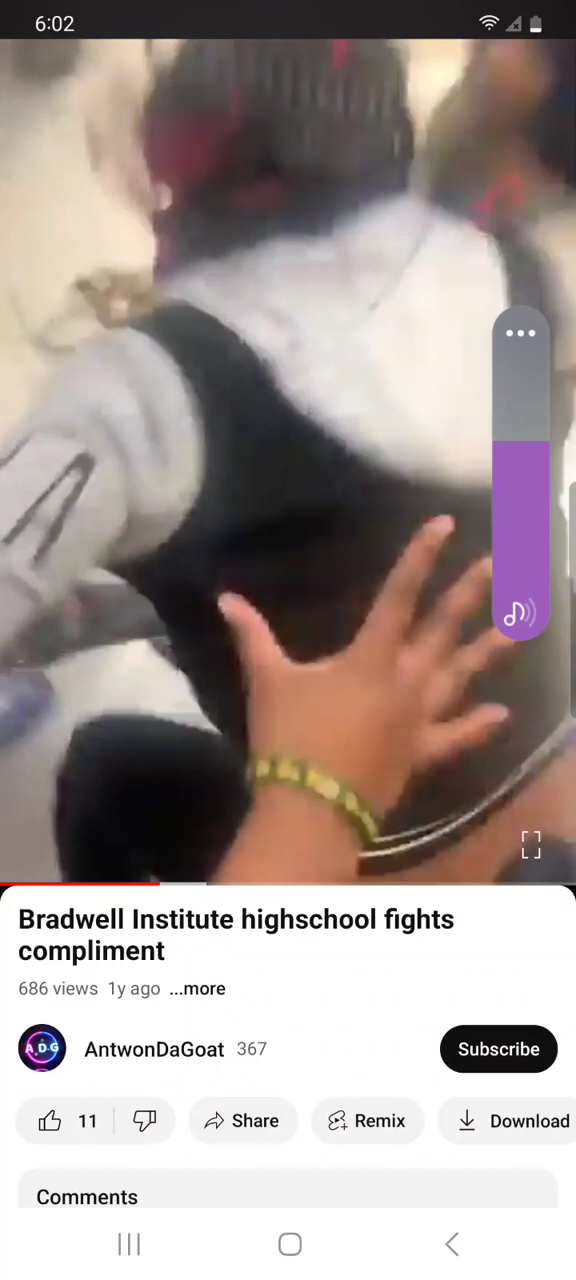 6:02
Bradwell Institute highschool fights
compliment
686 views 1y ago ...more
A.D.G
AntwonDaGoat 367
Subscribe
11
Share
Remix
Download
Comments